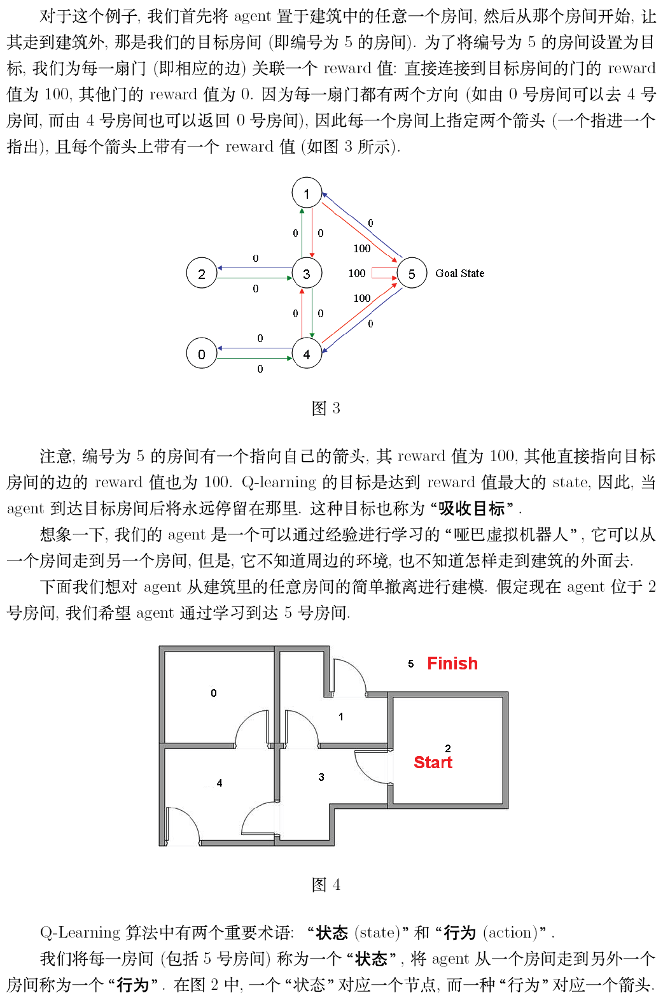 对于这个例子, 我们首先将 agent 置于建筑中的任意一个房间, 然后从那个房间开始, 让
其走到建筑外, 那是我们的目标房间 (即编号为 5 的房间). 为了将编号为 5 的房间设置为目
标, 我们为每一扇门 (即相应的边) 关联一个 reward 值: 直接连接到目标房间的门的 reward
值为 100, 其他门的 reward 值为 0. 因为每一扇门都有两个方向 (如由 0 号房间可以去 4 号
房间, 而由 4 号房间也可以返回 0 号房间), 因此每一个房间上指定两个箭头 (一个指进一个
指出), 且每个箭头上带有一个 reward 值 (如图 3 所示).
1
0
0 0
100
0
2 3 100 5 Goal State
0
100
0 0
0
0
0 4
0
图 3
注意, 编号为 5 的房间有一个指向自己的箭头, 其 reward 值为 100, 其他直接指向目标
房间的边的 reward 值也为 100. Q-learning 的目标是达到 reward 值最大的 state, 因此, 当
agent 到达目标房间后将永远停留在那里. 这种目标也称为 “吸收目标” .
想象一下, 我们的 agent 是一个可以通过经验进行学习的 “哑巴虚拟机器人” , 它可以从
一个房间走到另一个房间, 但是, 它不知道周边的环境, 也不知道怎样走到建筑的外面去.
下面我们想对 agent 从建筑里的任意房间的简单撤离进行建模. 假定现在 agent 位于 2
号房间, 我们希望 agent 通过学习到达 5 号房间.
5 Finish
0
1
2
Start
3
4
图 4
Q-Learning 算法中有两个重要术语: “状态 (state)” 和 “行为 (action)” .
我们将每一房间 (包括 5 号房间) 称为一个 “状态” , 将 agent 从一个房间走到另外一个
房间称为一个 “行为” . 在图 2 中, 一个 “状态” 对应一个节点, 而一种 “行为” 对应一个箭头.